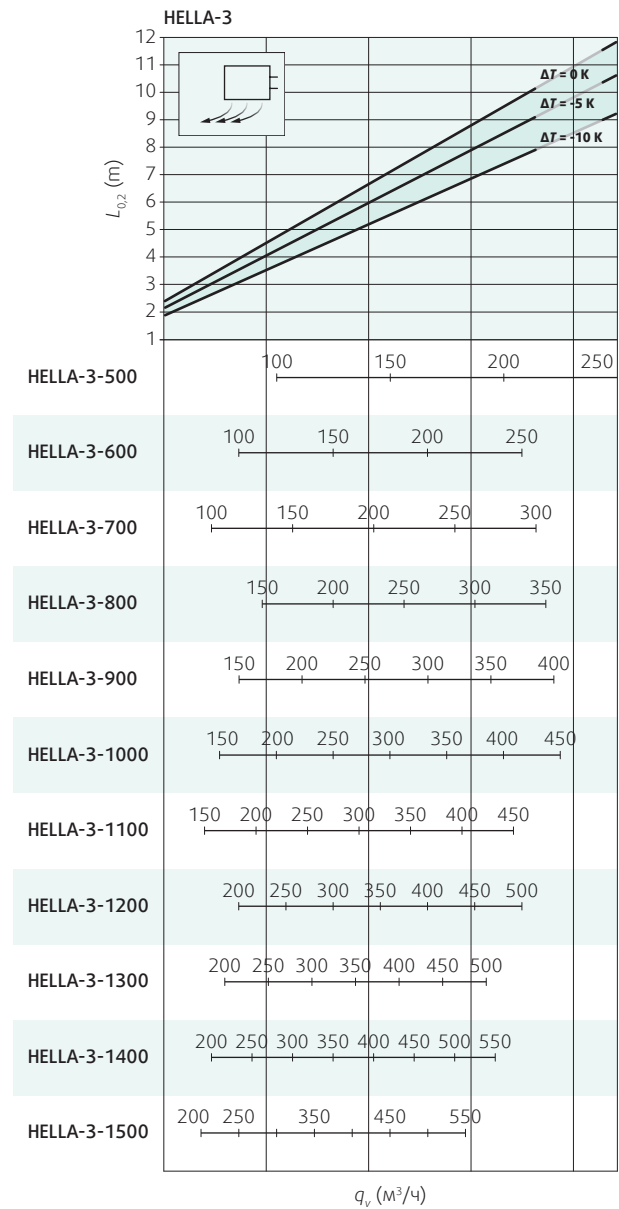 HELLA-3
12
11
10
9
8
7
6
5
4
3
2
1
L0,2 (m)
ΔT = 0 K
ΔT = -5 K
ΔT = -10 K
HELLA-3-500 100 150 200 250
HELLA-3-600 100 150 200 250
HELLA-3-700 100 150 200 250 300
HELLA-3-800 150 200 250 300 350
HELLA-3-900 150 200 250 300 350 400
HELLA-3-1000 150 200 250 300 350 400 450
HELLA-3-1100 150 200 250 300 350 400 450
HELLA-3-1200 200 250 300 350 400 450 500
HELLA-3-1300 200 250 300 350 400 450 500
HELLA-3-1400 200 250 300 350 400 450 500 550
HELLA-3-1500 200 250 350 450 550
qv (м³/ч)